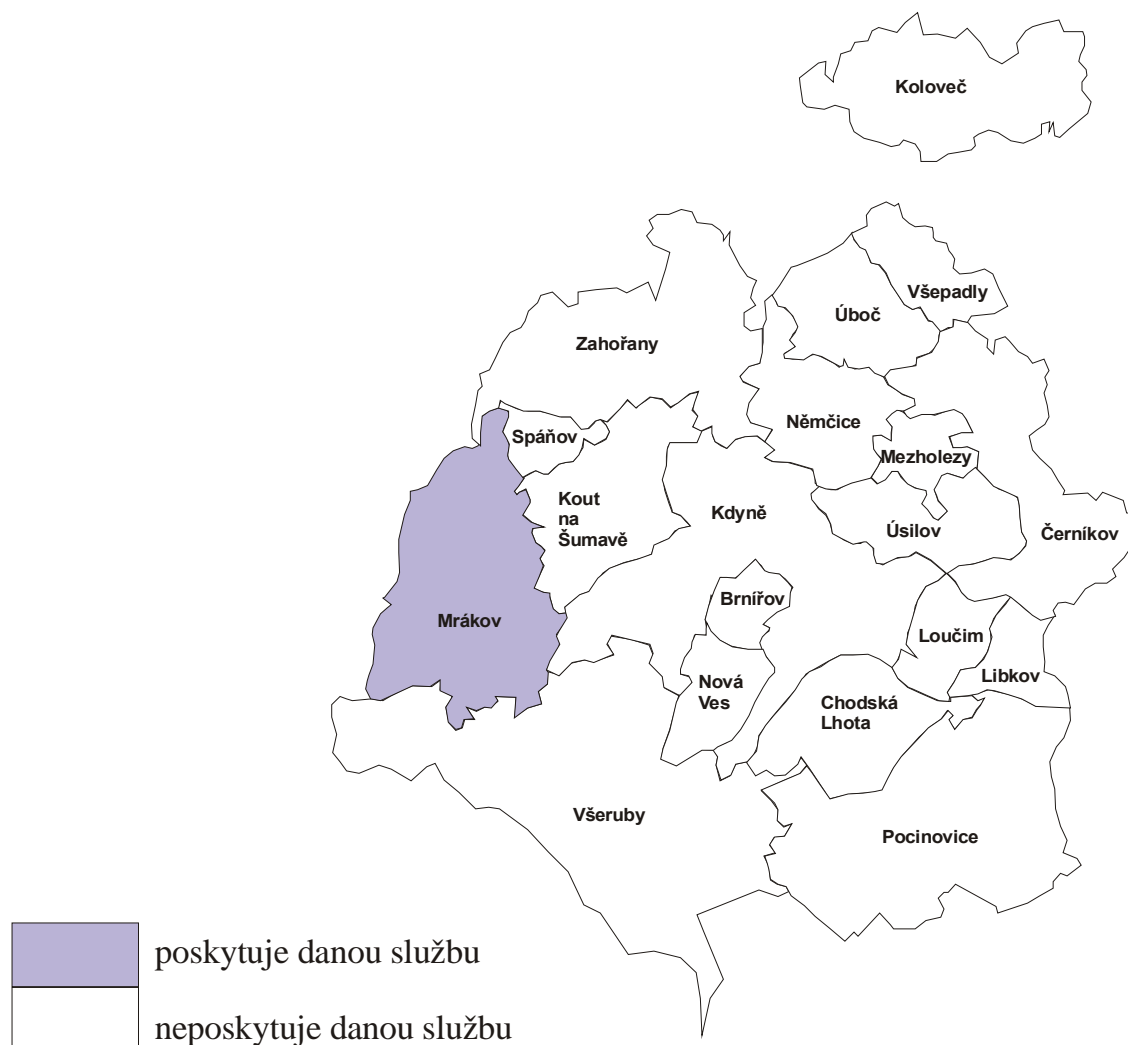 Koloveč
Všepadly
Úboč
Zahořany
Němčice
Spáňov
Mezholezy
Kout
na
Šumavě
Kdyně
Úsilov
Černíkov
Brnířov
Mrákov
Loučim
Libkov
Nová
Ves
Chodská
Lhota
Všeruby
Pocinovice
poskytuje danou službu
neposkytuje danou službu